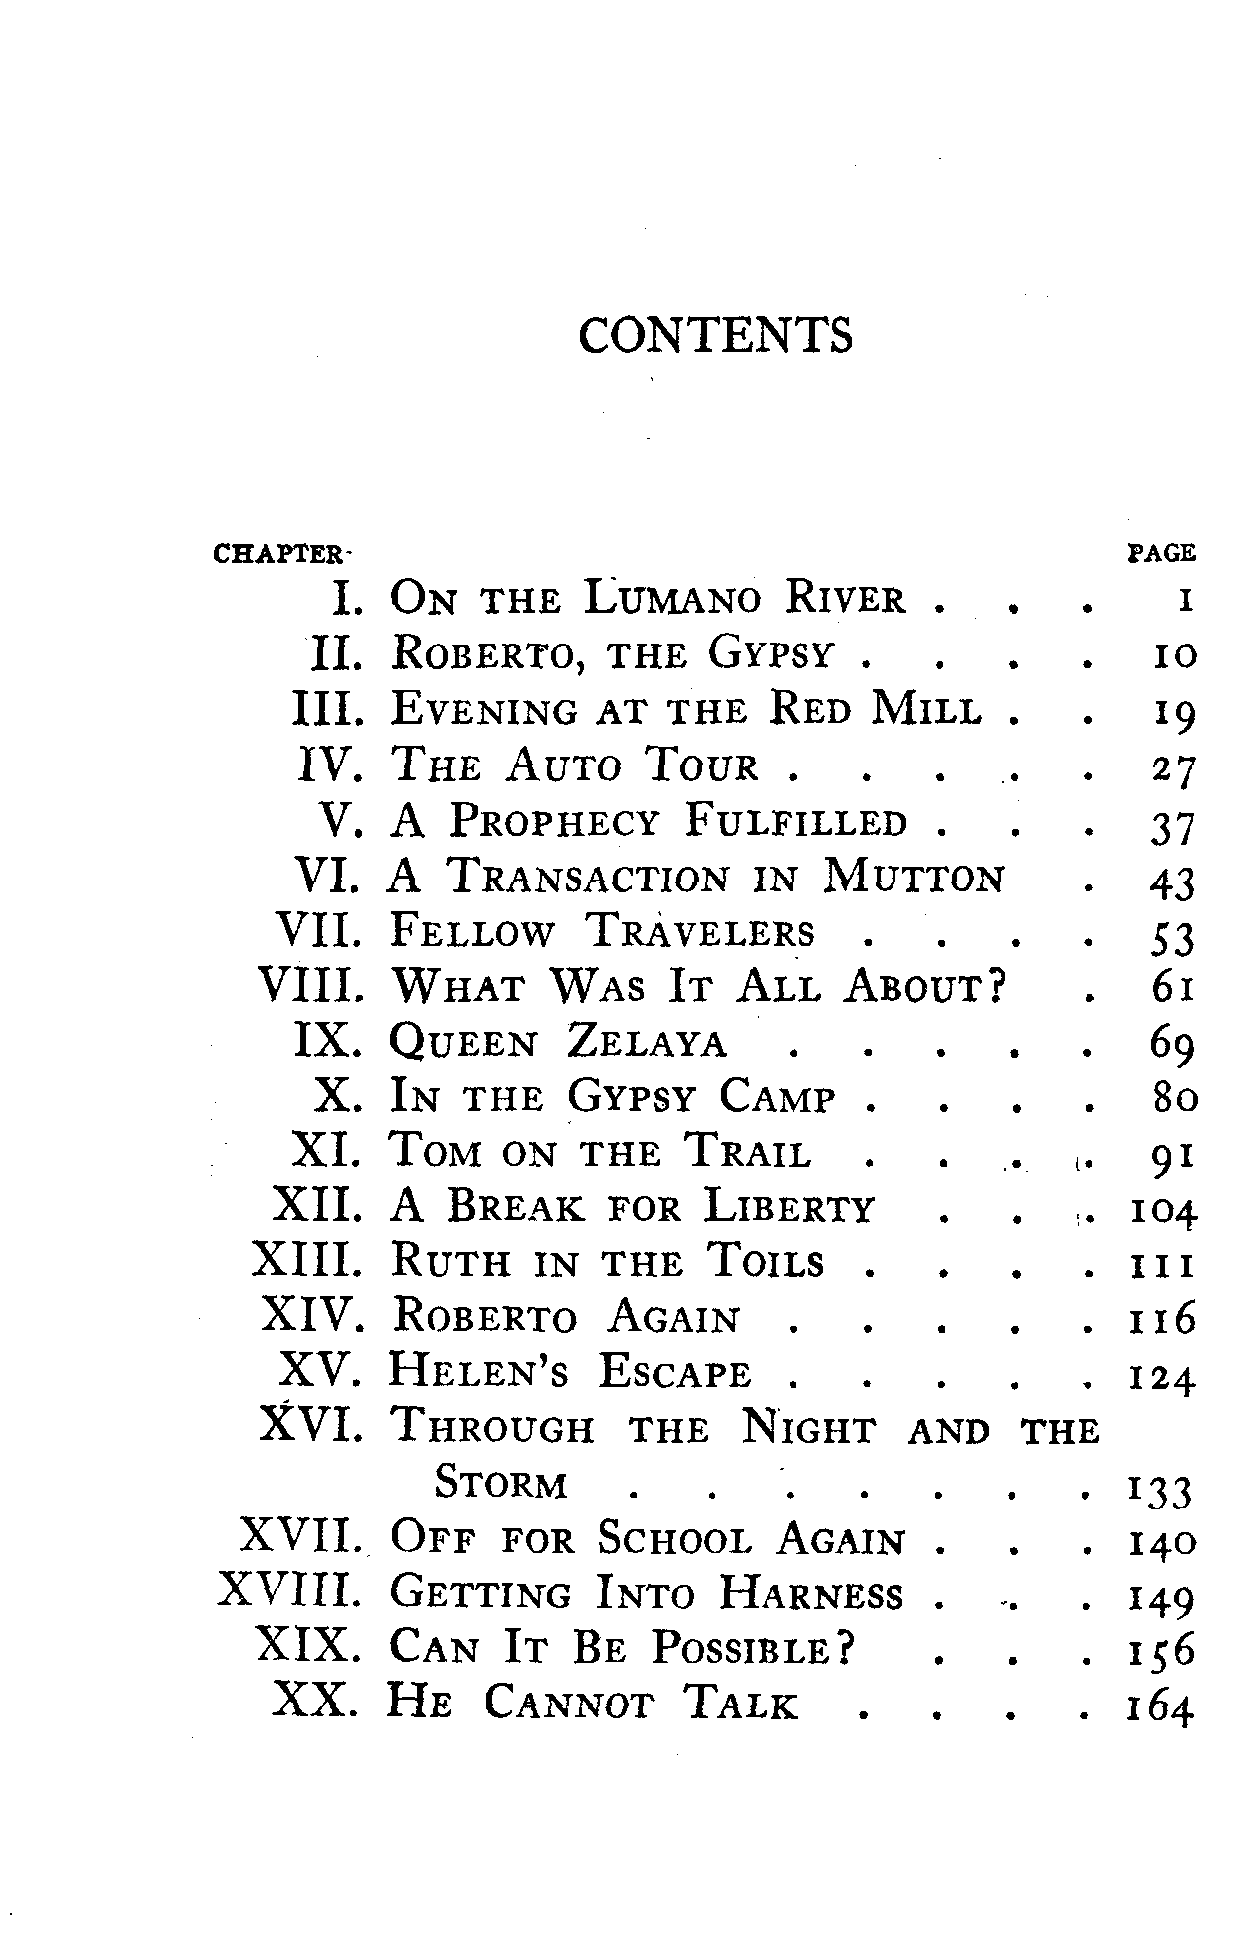 CONTENTS
CHAPTER PAGE
I. On the Lumano River . . . 1
II. Roberto, the Gypsy . . . . 10
III. Evening at the Red Mill . . 19
IV. The Auto Tour . . . . . 27
V. A Prophecy Fulfilled . . . 37
VI. A Transaction in Mutton . 43
VII. Fellow Travelers . . . . 53
VIII. What Was It All About? . 61
IX. Queen Zelaya . . . . . 69
X. In the Gypsy Camp . . . . 80
XI. Tom on the Trail . . . . 91
XII. A Break for Liberty . . . 104
XIII. Ruth in the Toils . . . . 111
XIV. Roberto Again . . . . . 116
XV. Helen's Escape . . . . . 124
XVI. Through the Night and the
Storm . . . . . . . 133
XVII. Off for School Again . . . 140
XVIII. Getting Into Harness . . . 149
XIX. Can It Be Possible? . . . 156
XX. He Cannot Talk . . . . 164